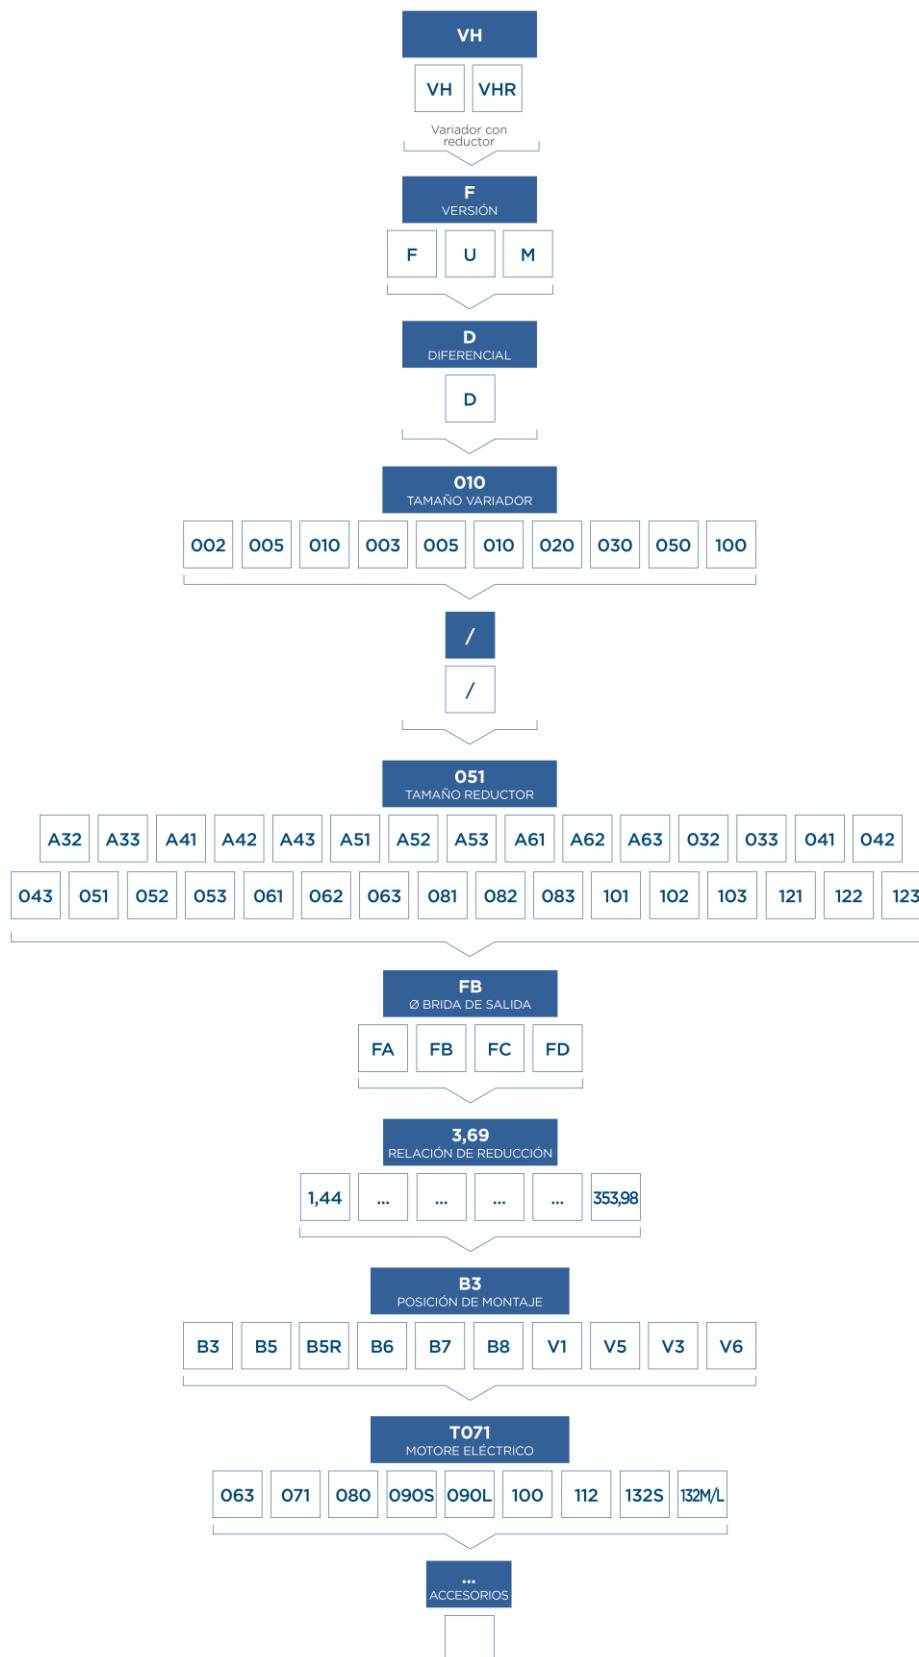 VH
VH VHR
Variador con
reductor
F
VERSIÓN
F U M
D
DIFERENCIAL
D
010
TAMAÑO VARIADOR
002 005 010 003 005 010 020 030 050 100
/
/
051
TAMAÑO REDUCTOR
A32 A33 A41 A42 A43 A51 A52 A53 A61 A62 A63 032 033 041 042
043 051 052 053 061 062 063 081 082 083 101 102 103 121 122 123
FB
Ø BRIDA DE SALIDA
FA FB FC FD
3,69
RELACIÓN DE REDUCCIÓN
1,44 ... ... ... ... 353,98
B3
POSICIÓN DE MONTAJE
B3 B5 B5R B6 B7 B8 V1 V5 V3 V6
T071
MOTORE ELÉCTRICO
063 071 080 090S 090L 100 112 132S 132M/L
...
ACCESORIOS